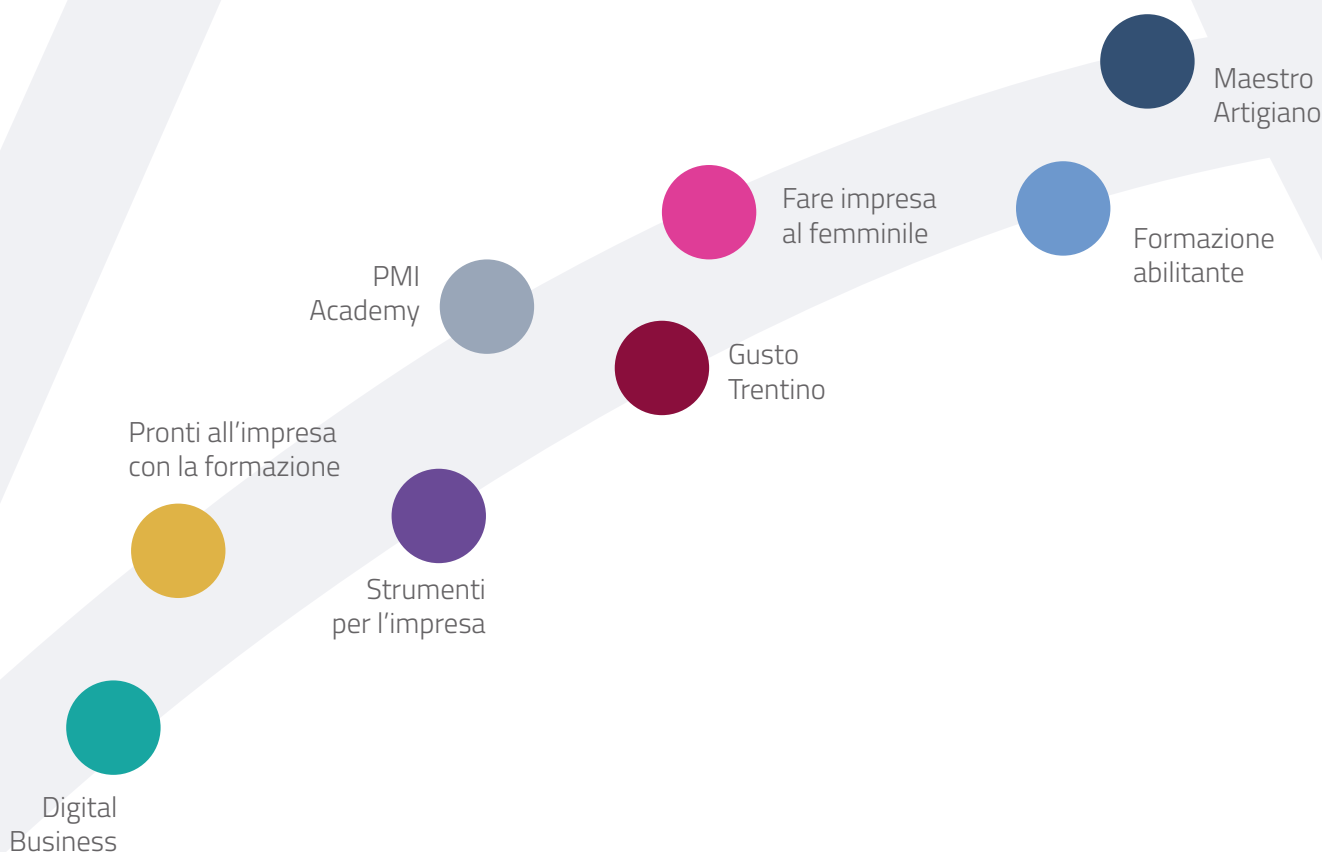 Maestro
Artigiano
Fare impresa
al femminile
Formazione
abilitante
PMI
Academy
Gusto
Trentino
Pronti all’impresa
con la formazione
Strumenti
per l’impresa
Digital
Business